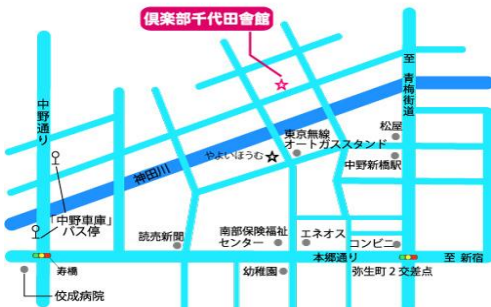 倶楽部千代田會館
至
青梅街道
中野通り
松屋
東京無線
オートガススタンド
やよいほうむ
中野新橋駅
神田川
「中野車庫」
バス停
読売新聞
南部保険福祉
センター
エネオス
コンビニ
本郷通り
至 新宿
寿橋
幼稚園
弥生町2交差点
佼成病院